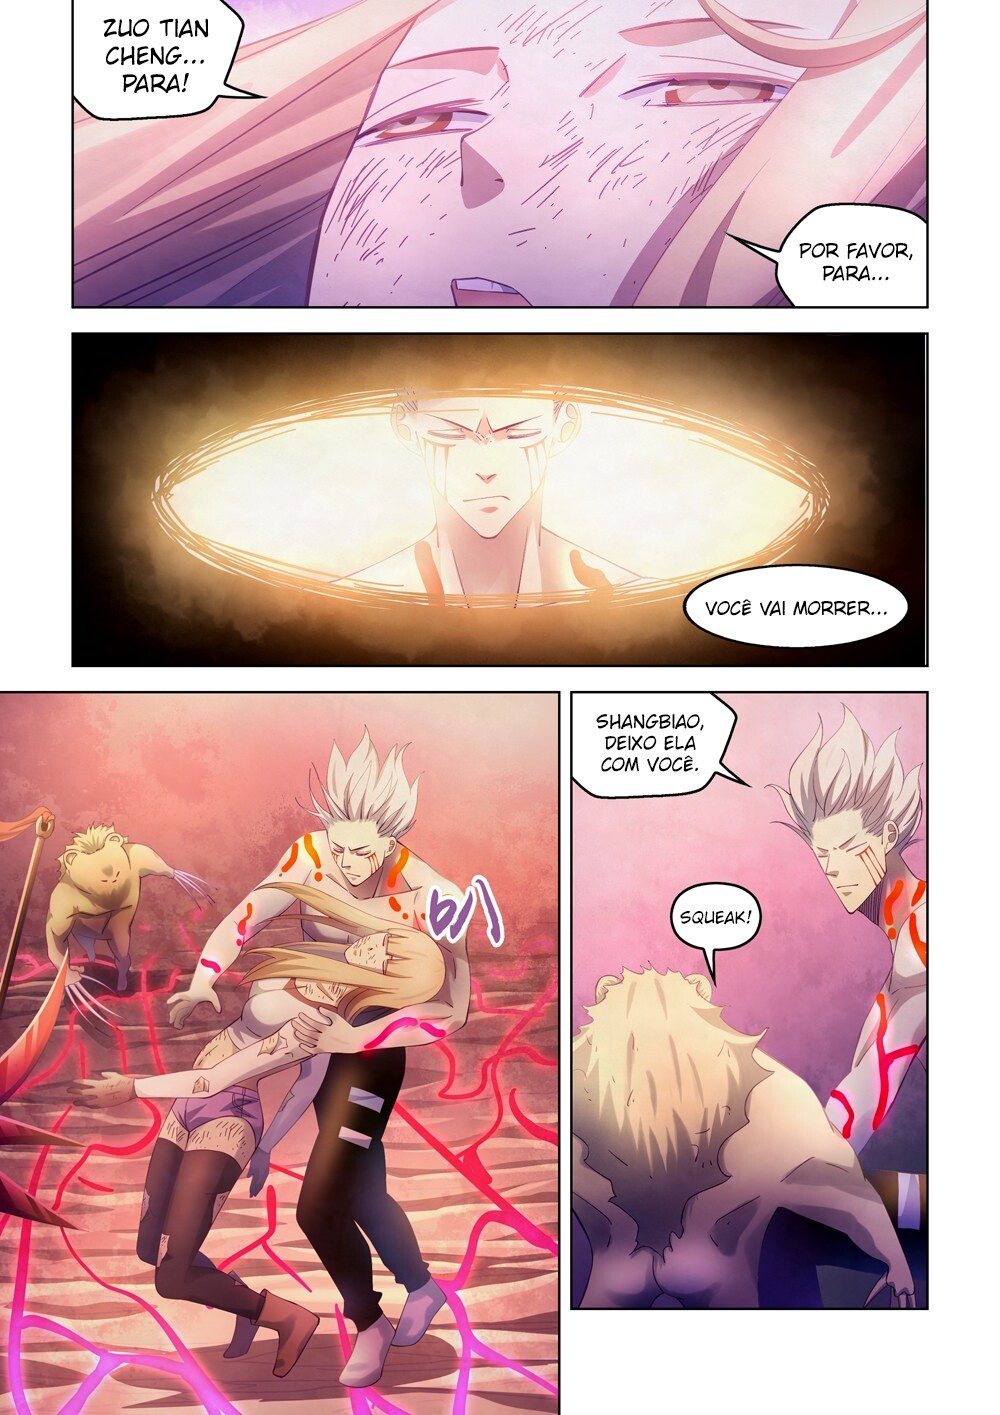 ZUO TIAN
CHENG...
PARA!
POR FAVOR,
PARA...
VOCÊ VAI MORRER...
SHANGBIAO,
DEIXO ELA
COM VOCÊ.
SQUEAK!